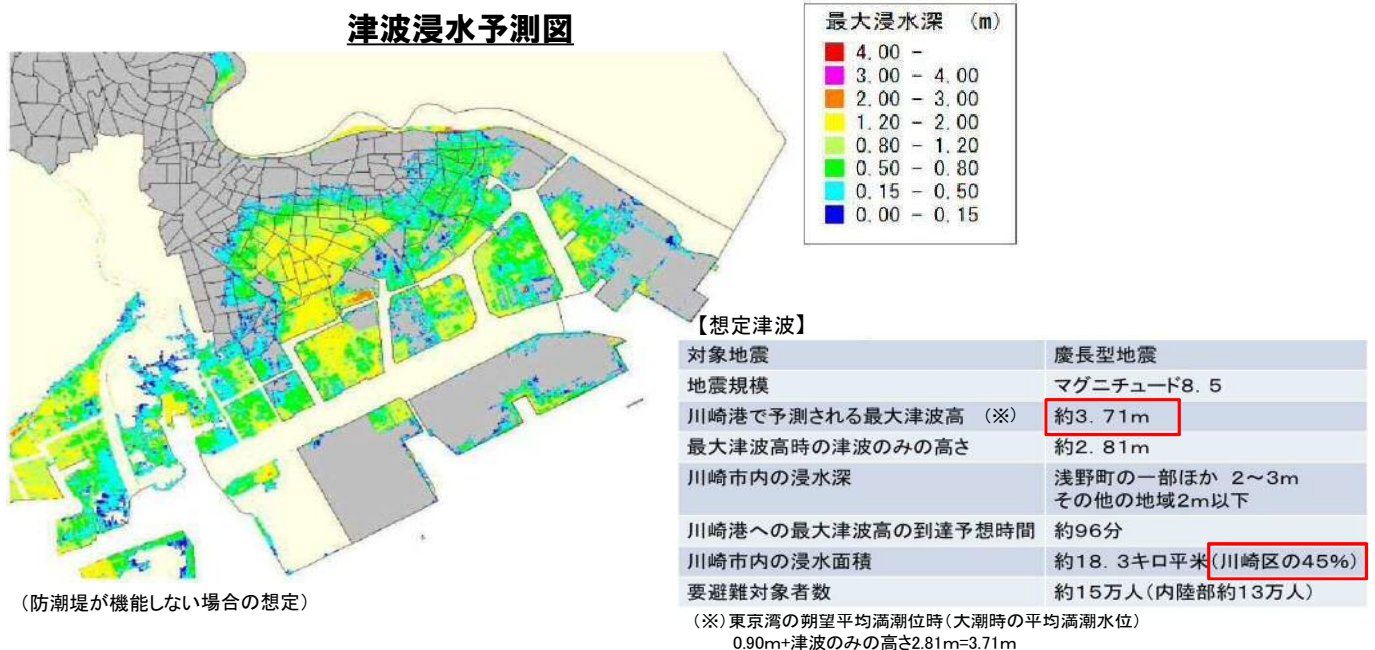 津波浸水予測図
最大浸水深 (m)
4.00 -
3.00 - 4.00
2.00 - 3.00
1.20 - 2.00
0.80 - 1.20
0.50 - 0.80
0.15 - 0.50
0.00 - 0.15
(防潮堤が機能しない場合の想定)
【想定津波】
対象地震 慶長型地震
地震規模 マグニチュード8.5
川崎港で予測される最大津波高 (※) 約3.71m
最大津波高時の津波のみの高さ 約2.81m
川崎市内の浸水深 浅野町の一部ほか 2~3m
その他の地域2m以下
川崎港への最大津波高の到達予想時間 約96分
川崎市内の浸水面積 約18.3キロ平米(川崎区の45%)
要避難対象者数 約15万人(内陸部約13万人)
(※)東京湾の朔望平均満潮位時(大潮時の平均満潮水位)
0.90m+津波のみの高さ2.81m=3.71m